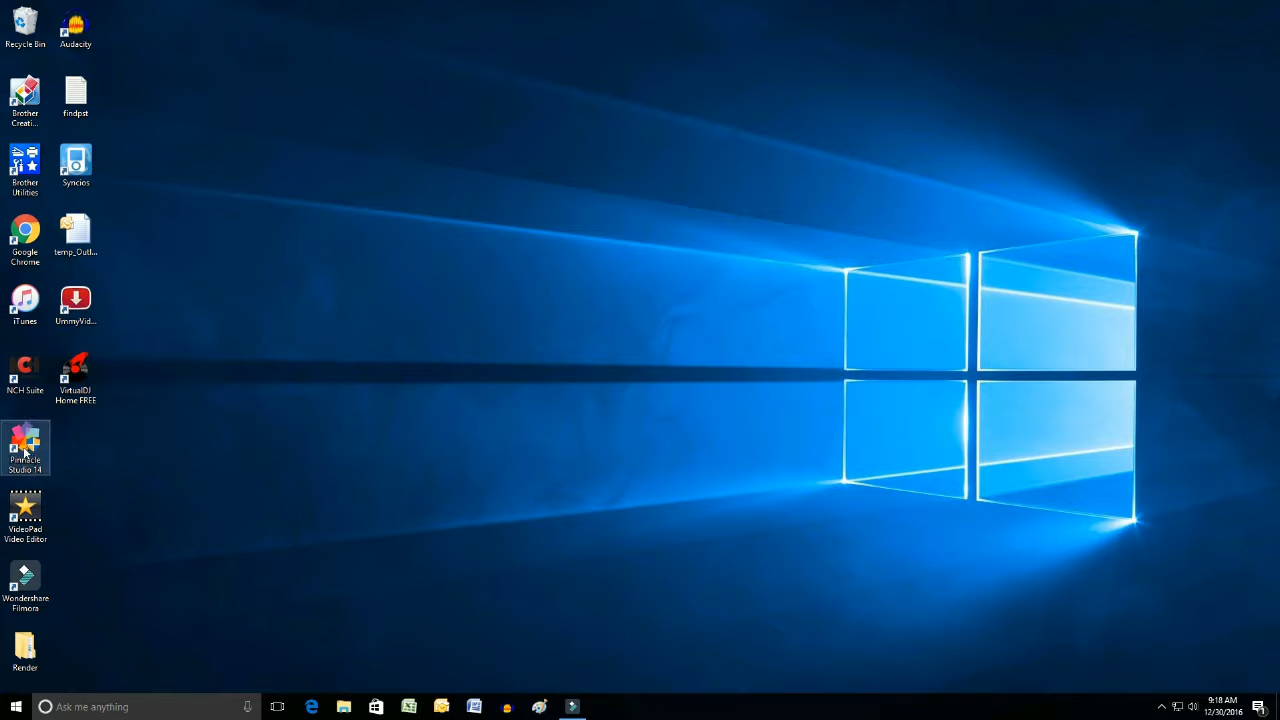 Recycle Bin
Audacity
Brother
Creati...
findpst
Brother
Utilities
Syncios
Google
Chrome
temp_Outl...
iTunes
UmmyVid...
NCH Suite
VirtualDJ
Home FREE
Pinnacle
Studio 14
VideoPad
Video Editor
Wondershare
Filmora
Render
Ask me anything
9:18 AM
12/30/2016